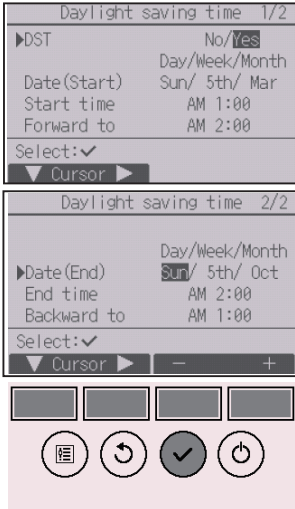 Daylight saving time 1/2
▶DST No/Yes
Day/Week/Month
Date(Start) Sun/ 5th/ Mar
Start time AM 1:00
Forward to AM 2:00
Select:✓
▼ Cursor ▶
Daylight saving time 2/2
Day/Week/Month
▶Date(End) Sun/ 5th/ Oct
End time AM 2:00
Backward to AM 1:00
Select:✓
▼ Cursor ▶ − +